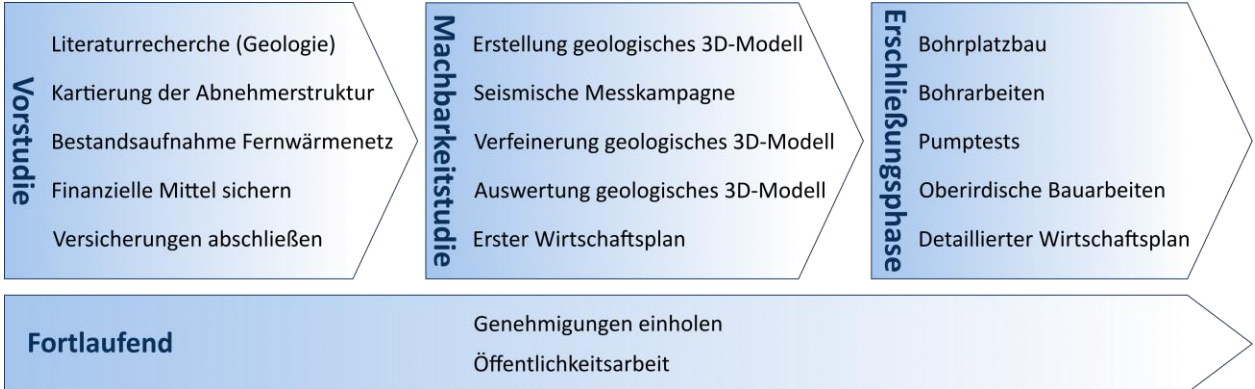 Vorstudie
Literaturrecherche (Geologie)
Kartierung der Abnehmerstruktur
Bestandsaufnahme Fernwärmenetz
Finanzielle Mittel sichern
Versicherungen abschließen
Machbarkeitstudie
Erstellung geologisches 3D-Modell
Seismische Messkampagne
Verfeinerung geologisches 3D-Modell
Auswertung geologisches 3D-Modell
Erster Wirtschaftsplan
Erschließungsphase
Bohrplatzbau
Bohrarbeiten
Pumptests
Oberirdische Bauarbeiten
Detaillierter Wirtschaftsplan
Fortlaufend
Genehmigungen einholen
Öffentlichkeitsarbeit